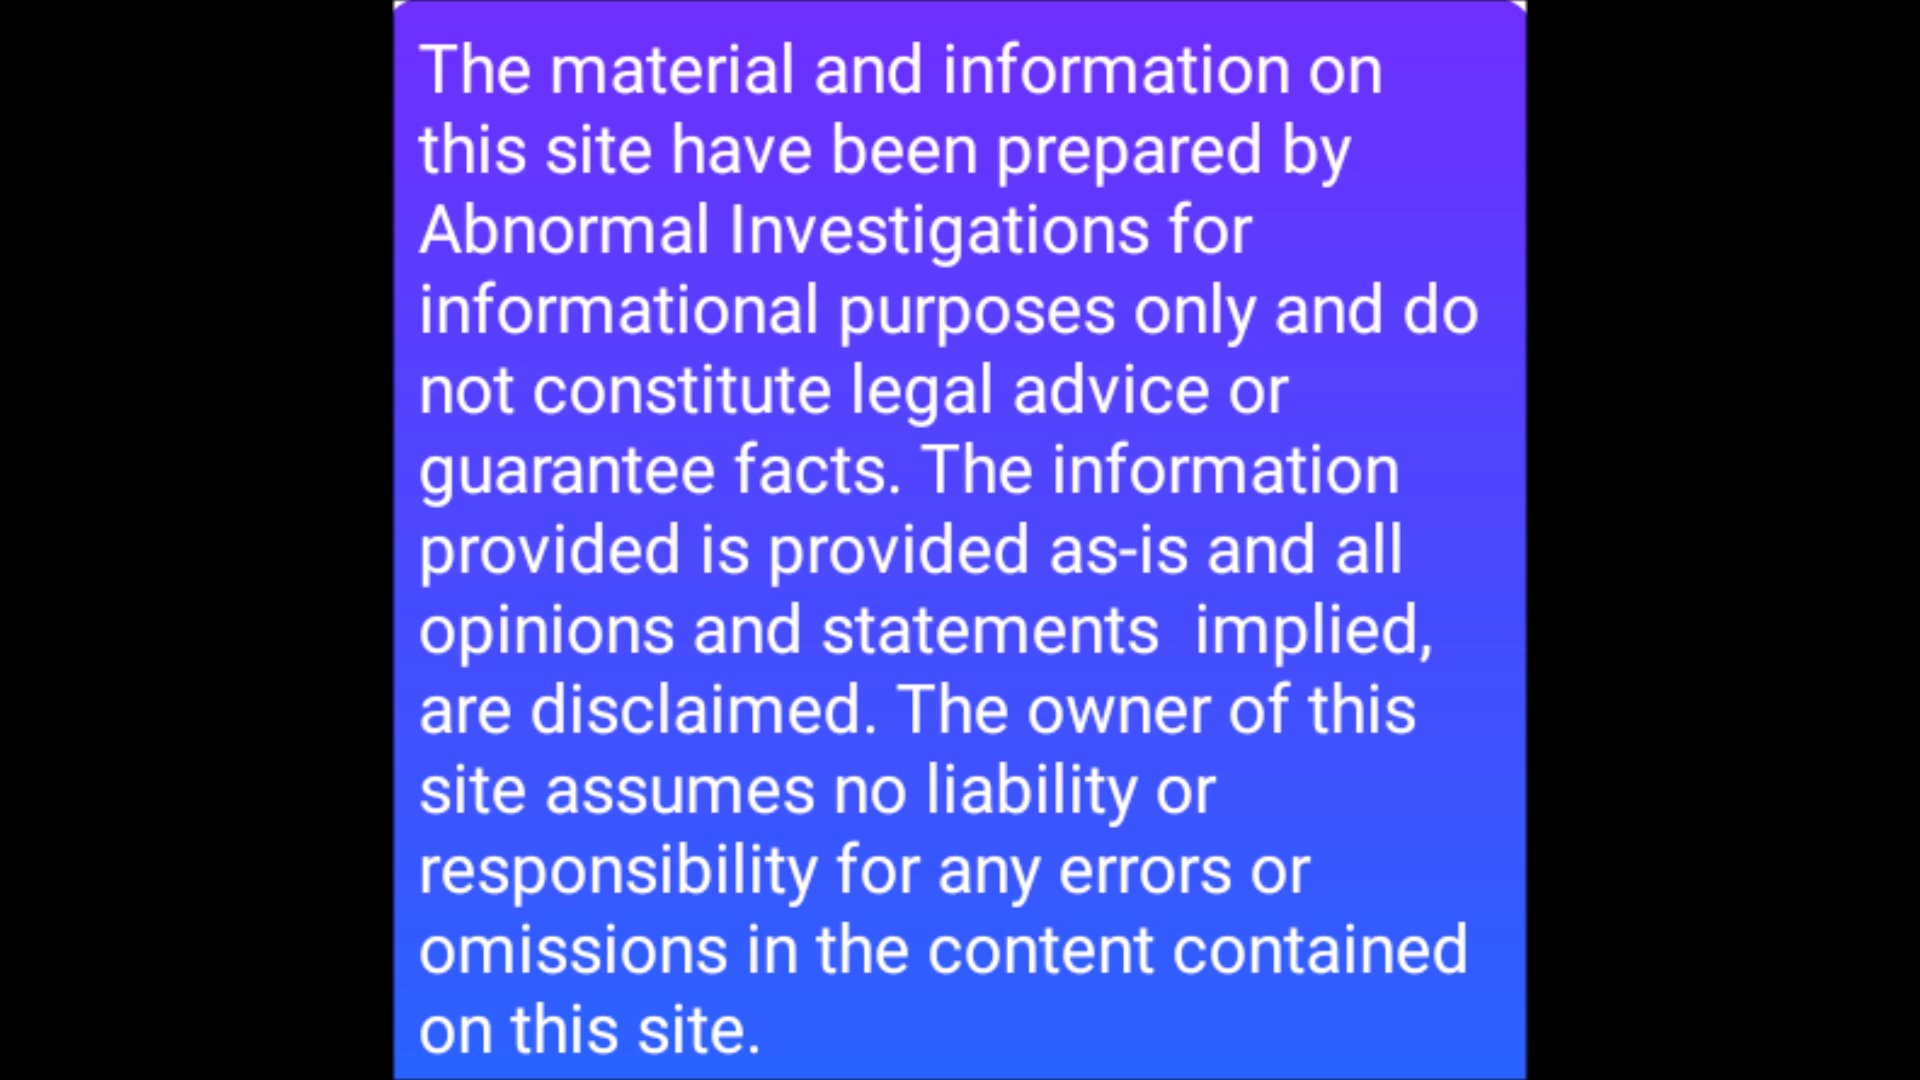 The material and information on
this site have been prepared by
Abnormal Investigations for
informational purposes only and do
not constitute legal advice or
guarantee facts. The information
provided is provided as-is and all
opinions and statements  implied,
are disclaimed. The owner of this
site assumes no liability or
responsibility for any errors or
omissions in the content contained
on this site.